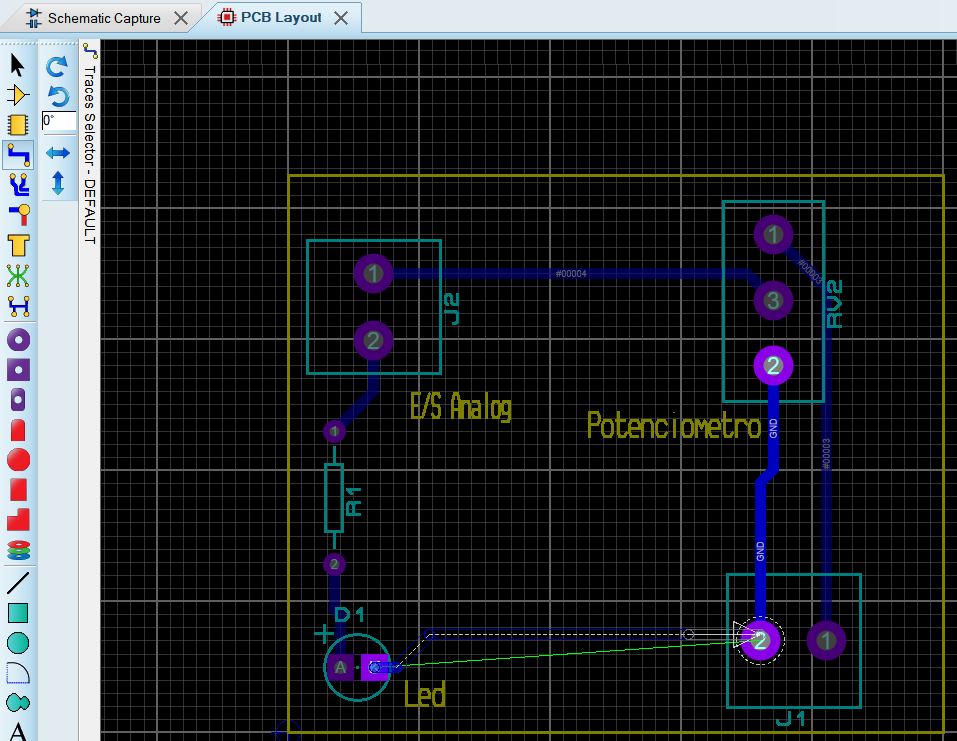 Schematic Capture
PCB Layout
0°
Traces Selector - DEFAULT
1
2
J2
#00004
1
3
2
#00003
RV2
E/S Analog
Potenciometro
GND
#00003
1
R1
2
GND
D1
+
A
Led
2
1
J1
A